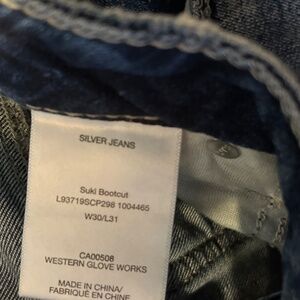 SILVER JEANS
Suki Bootcut
L93719SCP298 1004465
W30/L31
CA00508
WESTERN GLOVE WORKS
MADE IN CHINA/
FABRIQUÉ EN CHINE